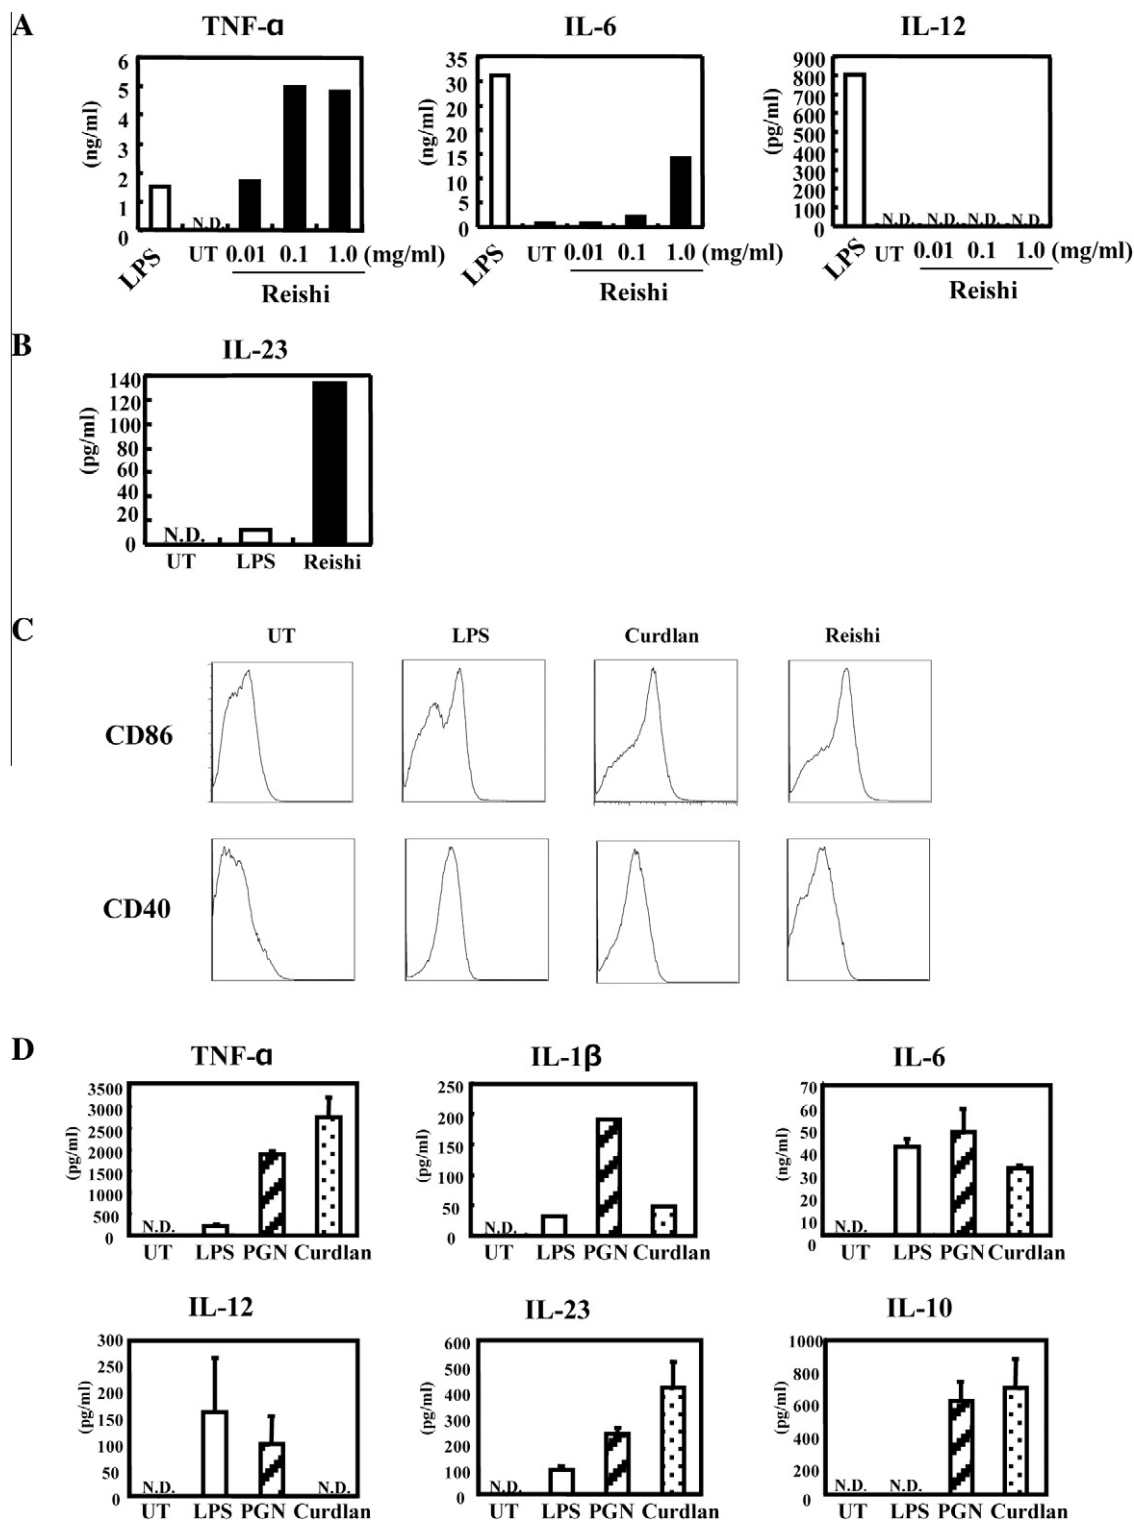 A
TNF-α
IL-6
IL-12
(ng/ml)
6
5
4
3
2
1
0
N.D.
LPS
UT 0.01 0.1 1.0 (mg/ml)
Reishi
(ng/ml)
35
30
25
20
15
10
5
0
LPS
UT 0.01 0.1 1.0 (mg/ml)
Reishi
(pg/ml)
900
800
700
600
500
400
300
200
100
0
N.D. N.D. N.D. N.D.
LPS
UT 0.01 0.1 1.0 (mg/ml)
Reishi
B
IL-23
(pg/ml)
140
120
100
80
60
40
20
0
N.D.
UT LPS Reishi
C
UT LPS Curdlan Reishi
CD86
CD40
D
TNF-α
(pg/ml)
3500
3000
2500
2000
1500
1000
500
0
N.D.
UT LPS PGN Curdlan
IL-1β
(pg/ml)
250
200
150
100
50
0
N.D.
UT LPS PGN Curdlan
IL-6
(ng/ml)
70
60
50
40
30
20
10
0
N.D.
UT LPS PGN Curdlan
IL-12
(pg/ml)
300
250
200
150
100
50
0
N.D. N.D.
UT LPS PGN Curdlan
IL-23
(pg/ml)
600
500
400
300
200
100
0
N.D.
UT LPS PGN Curdlan
IL-10
(pg/ml)
1000
800
600
400
200
0
N.D. N.D.
UT LPS PGN Curdlan